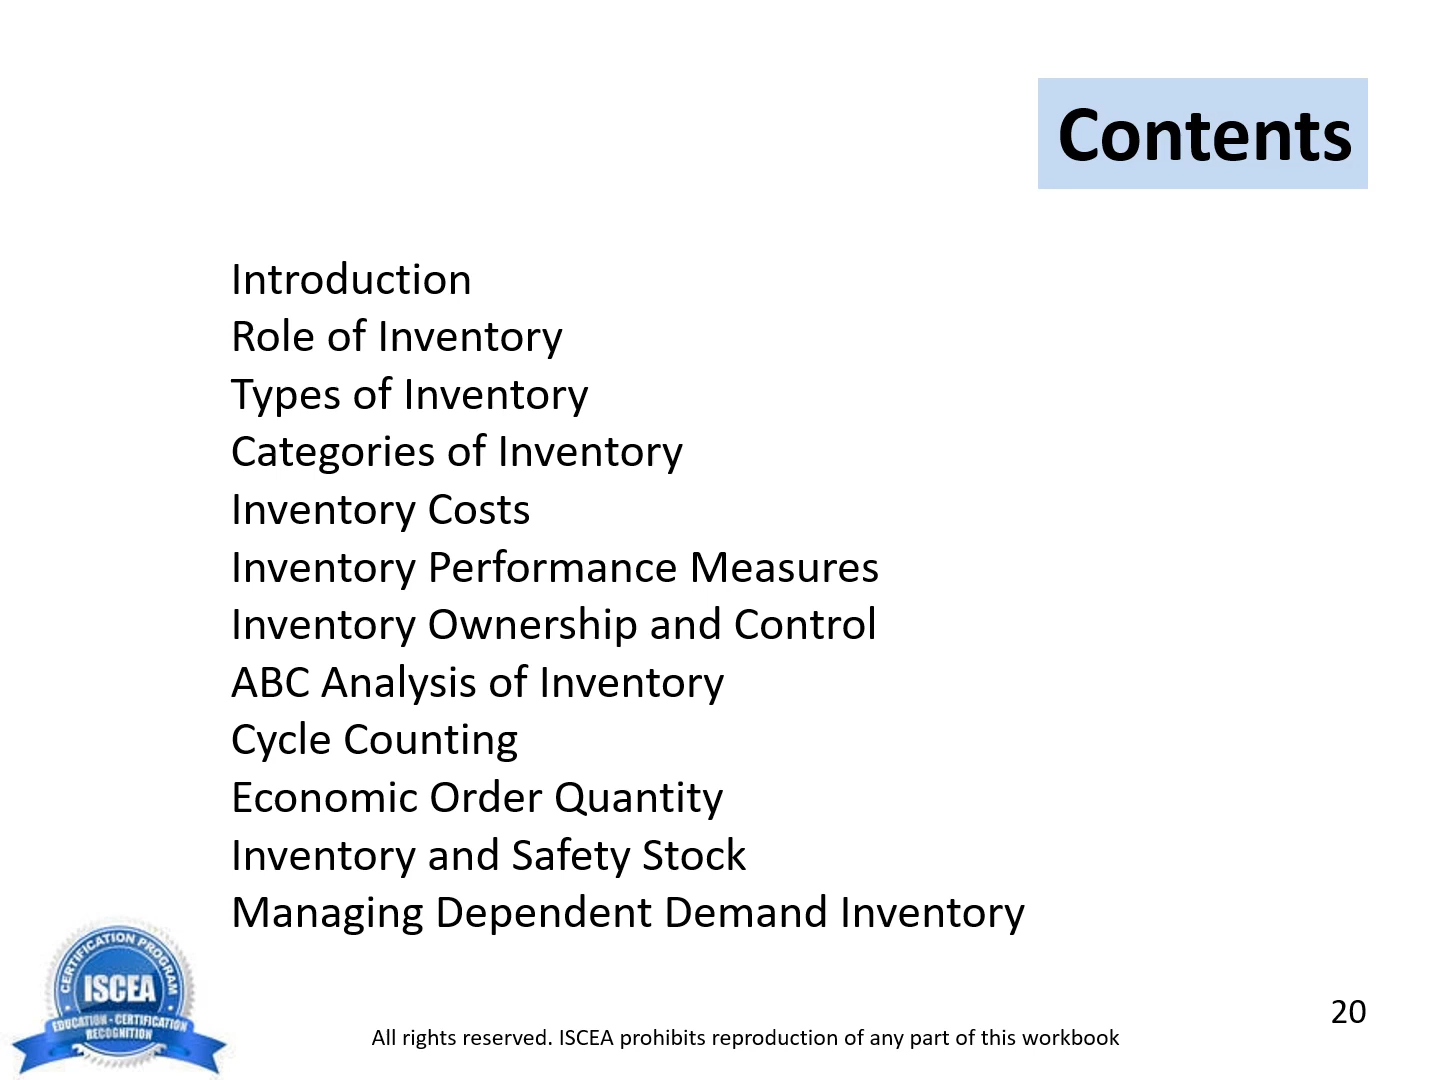 Contents
Introduction
Role of Inventory
Types of Inventory
Categories of Inventory
Inventory Costs
Inventory Performance Measures
Inventory Ownership and Control
ABC Analysis of Inventory
Cycle Counting
Economic Order Quantity
Inventory and Safety Stock
Managing Dependent Demand Inventory
CERTIFICATION PROGRAM
ISCEA
EDUCATION - CERTIFICATION
RECOGNITION
All rights reserved. ISCEA prohibits reproduction of any part of this workbook
20